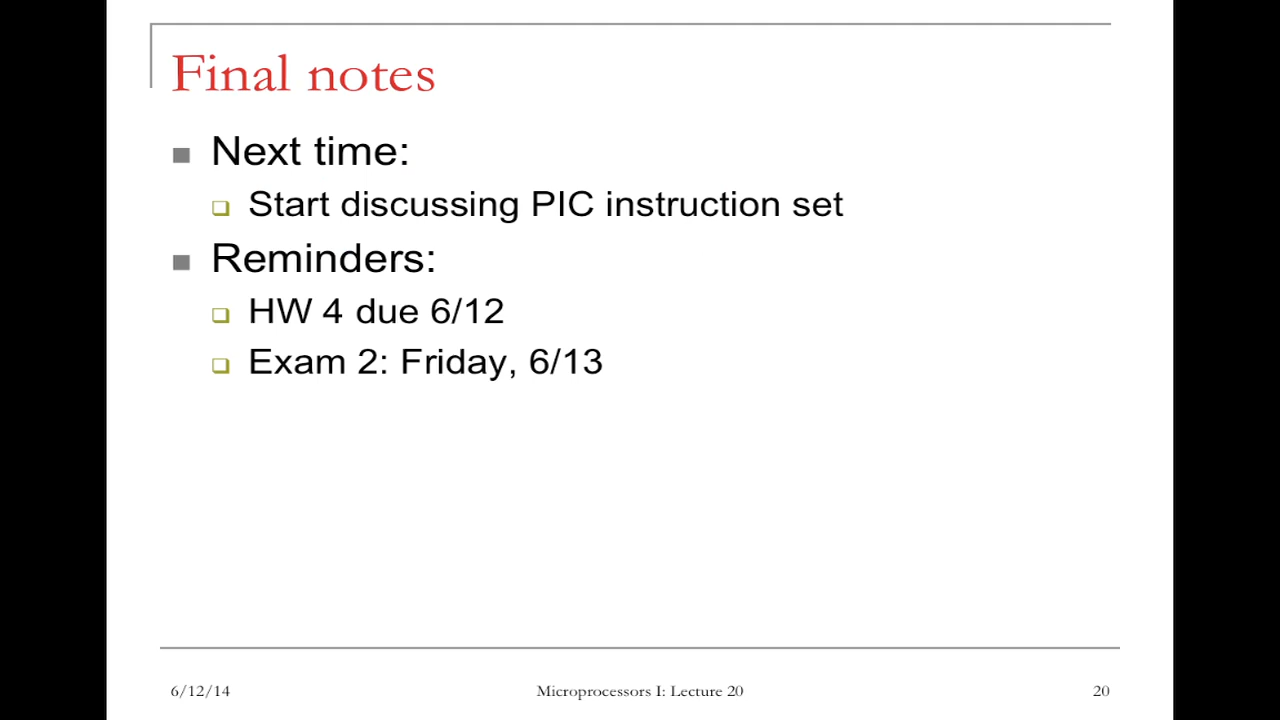 Final notes
Next time:
Start discussing PIC instruction set
Reminders:
HW 4 due 6/12
Exam 2: Friday, 6/13
6/12/14 Microprocessors I: Lecture 20 20